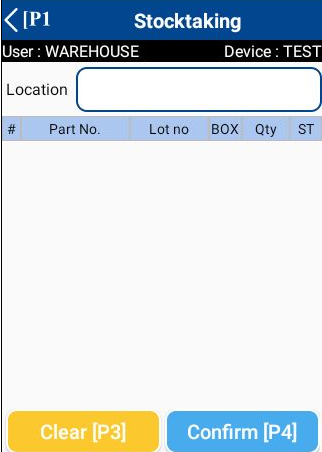 [P1 Stocktaking
User : WAREHOUSE Device : TEST
Location
# Part No. Lot no BOX Qty ST
Clear [P3] Confirm [P4]